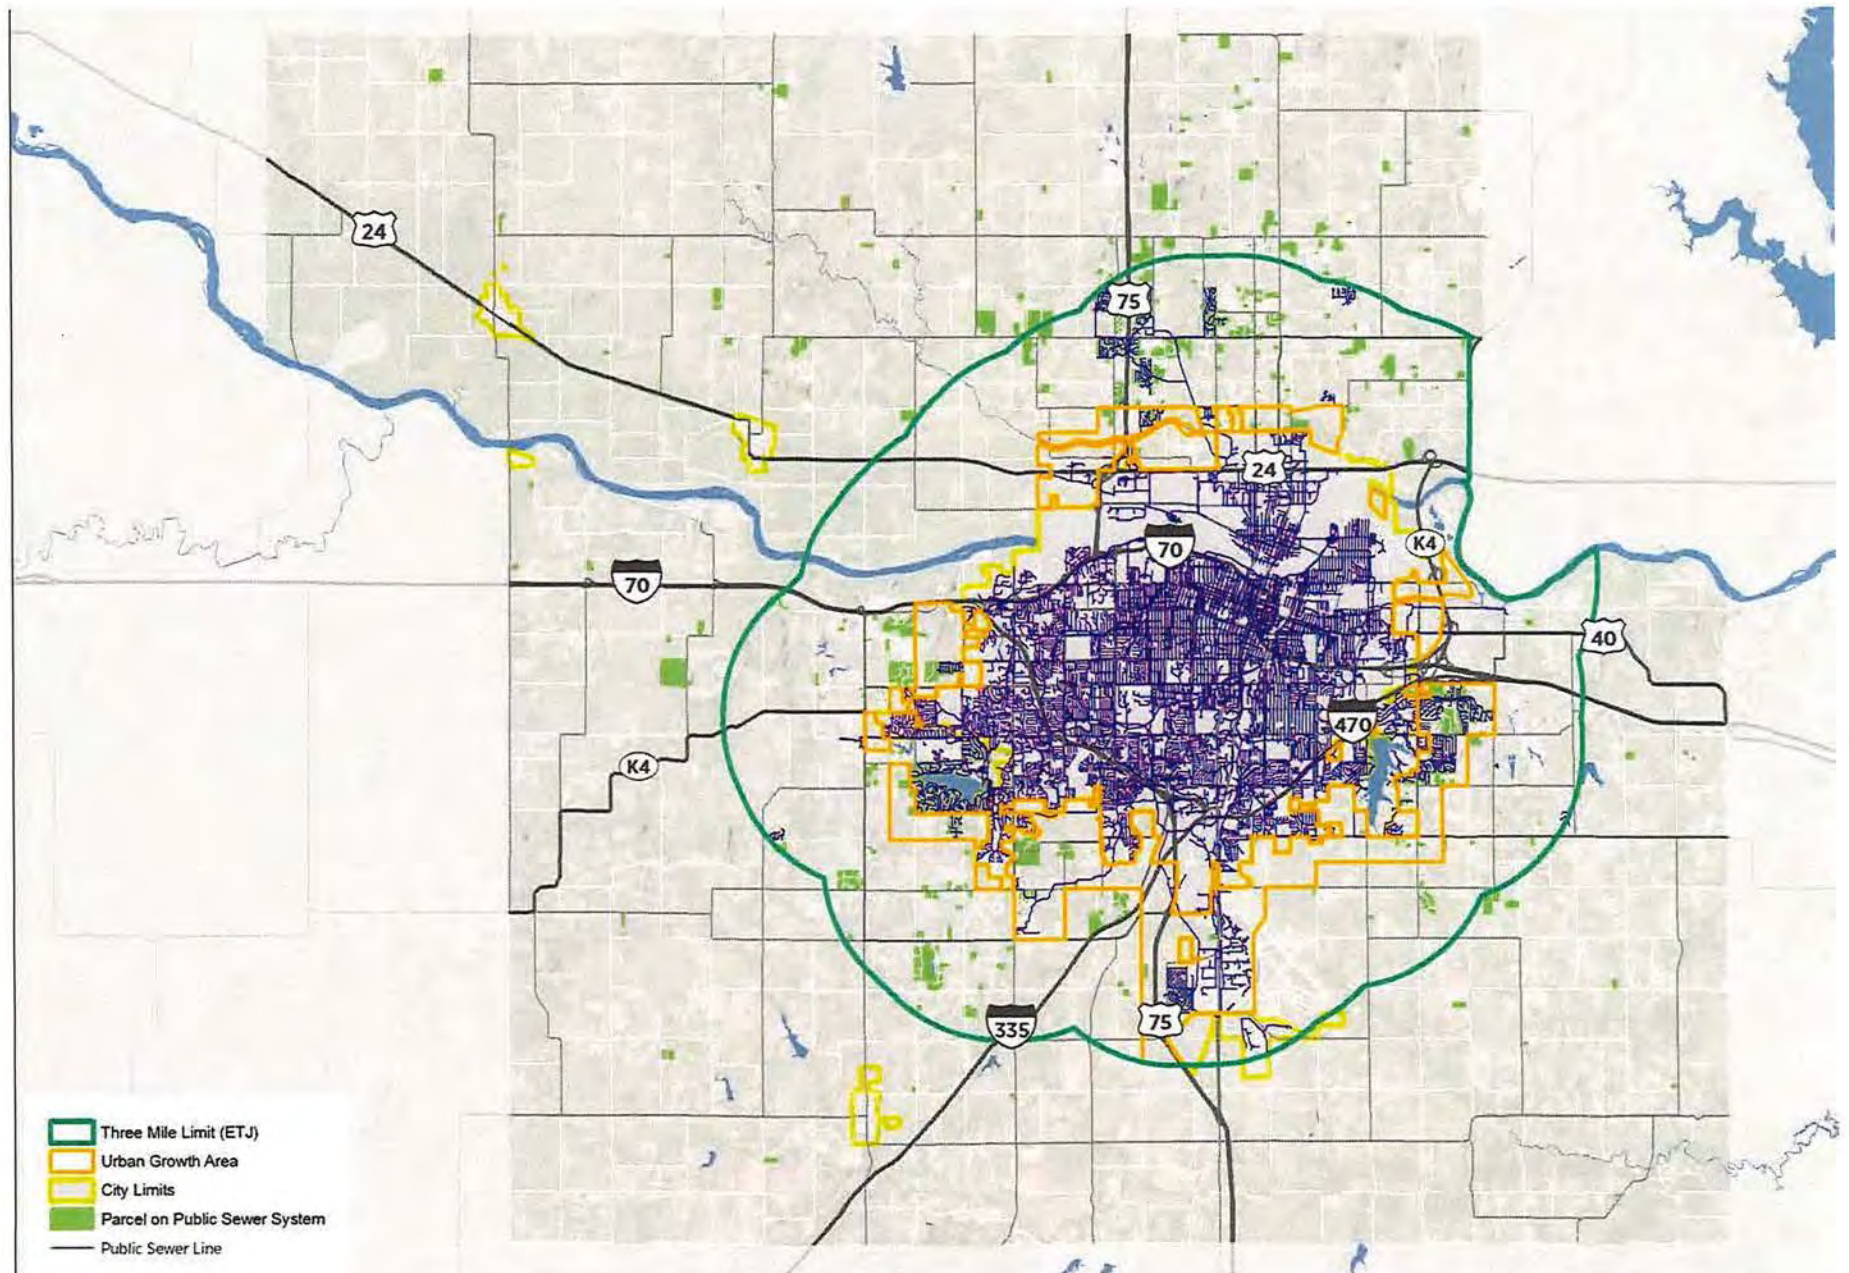 75
24
75
24
70
K4
70
40
470
K4
335
75
Three Mile Limit (ETJ)
Urban Growth Area
City Limits
Parcel on Public Sewer System
Public Sewer Line